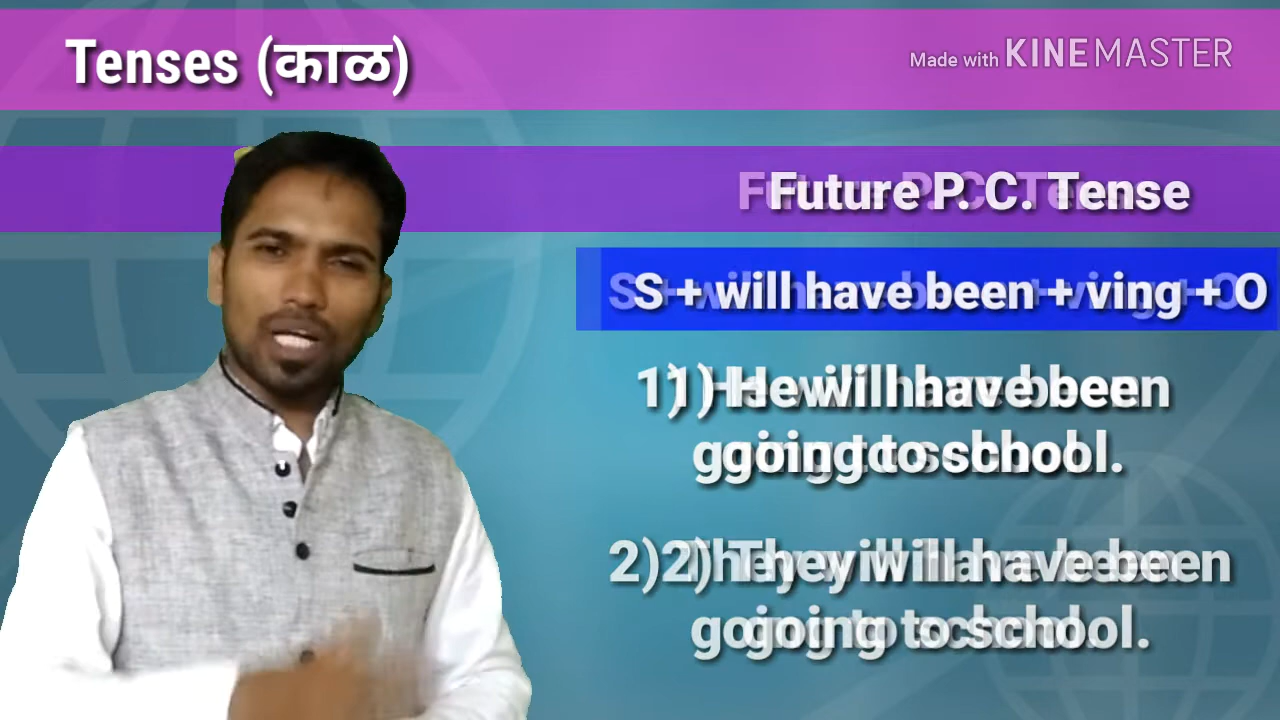 Tenses (काळ)
Made with KINEMASTER
Future P. C. Tense
S + will have been + ving + O
1) He will have been
going to school.
2) They will have been
going to school.